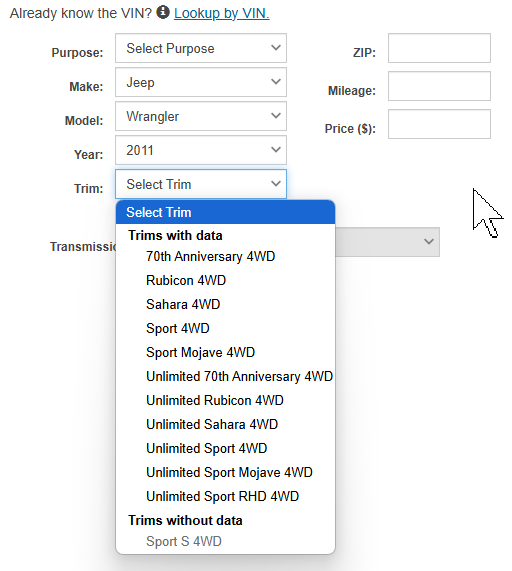 Already know the VIN? Lookup by VIN.
Purpose: Select Purpose ZIP:
Make: Jeep Mileage:
Model: Wrangler Price ($):
Year: 2011
Trim: Select Trim
Select Trim
Trims with data
Transmissio
70th Anniversary 4WD
Rubicon 4WD
Sahara 4WD
Sport 4WD
Sport Mojave 4WD
Unlimited 70th Anniversary 4WD
Unlimited Rubicon 4WD
Unlimited Sahara 4WD
Unlimited Sport 4WD
Unlimited Sport Mojave 4WD
Unlimited Sport RHD 4WD
Trims without data
Sport S 4WD